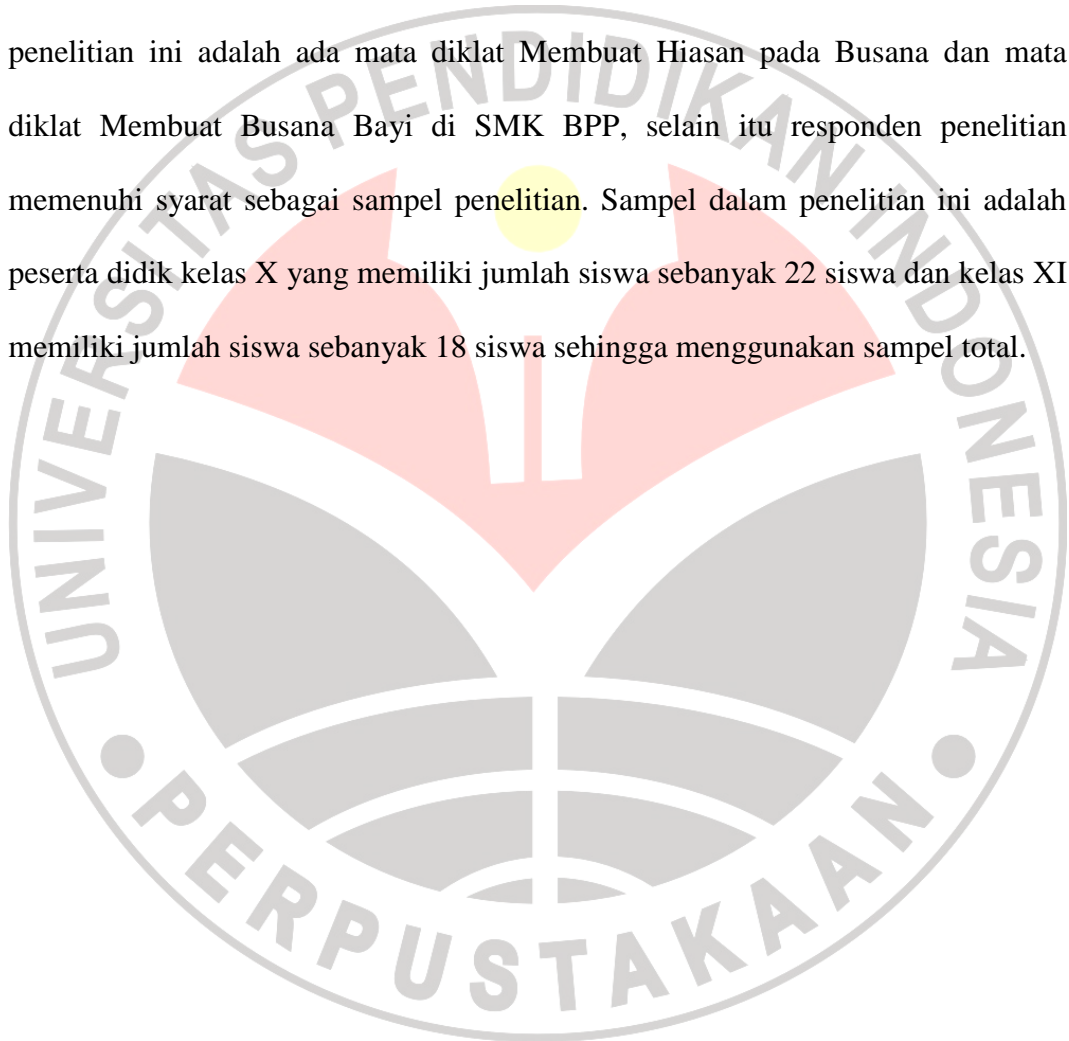 penelitian ini adalah ada mata diklat Membuat Hiasan pada Busana dan mata
diklat Membuat Busana Bayi di SMK BPP, selain itu responden penelitian
memenuhi syarat sebagai sampel penelitian. Sampel dalam penelitian ini adalah
peserta didik kelas X yang memiliki jumlah siswa sebanyak 22 siswa dan kelas XI
memiliki jumlah siswa sebanyak 18 siswa sehingga menggunakan sampel total.
UNIVERSITAS PENDIDIKAN INDONESIA
PERPUSTAKAAN